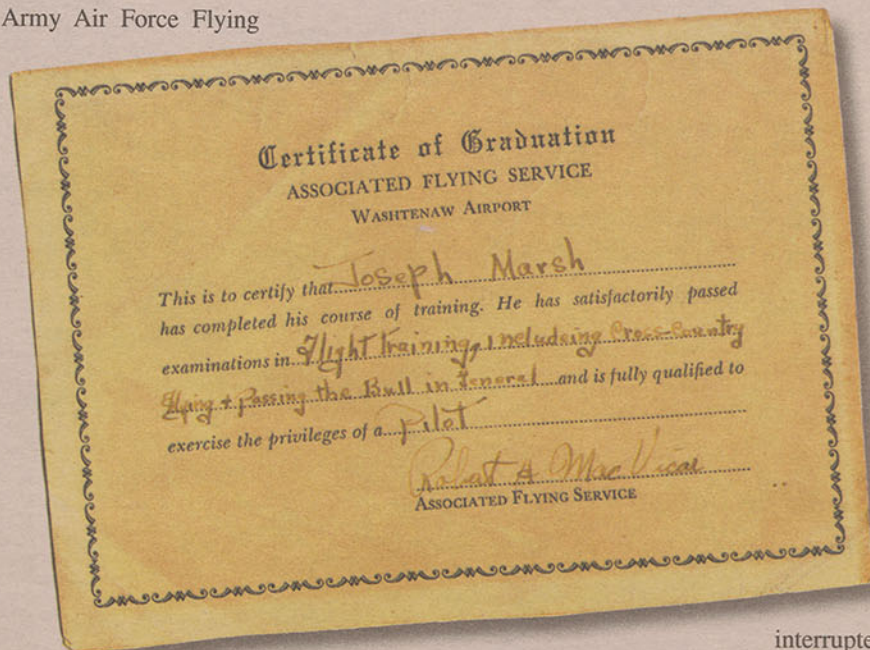 Army Air Force Flying
Certificate of Graduation
ASSOCIATED FLYING SERVICE
WASHTENAW AIRPORT
This is to certify that Joseph Marsh
has completed his course of training. He has satisfactorily passed
examinations in Flight Training, Includeing Cross-Country
Flying + Passing the Bull in General and is fully qualified to
exercise the privileges of a Pilot
Robert A MacVicar
ASSOCIATED FLYING SERVICE
interrupte